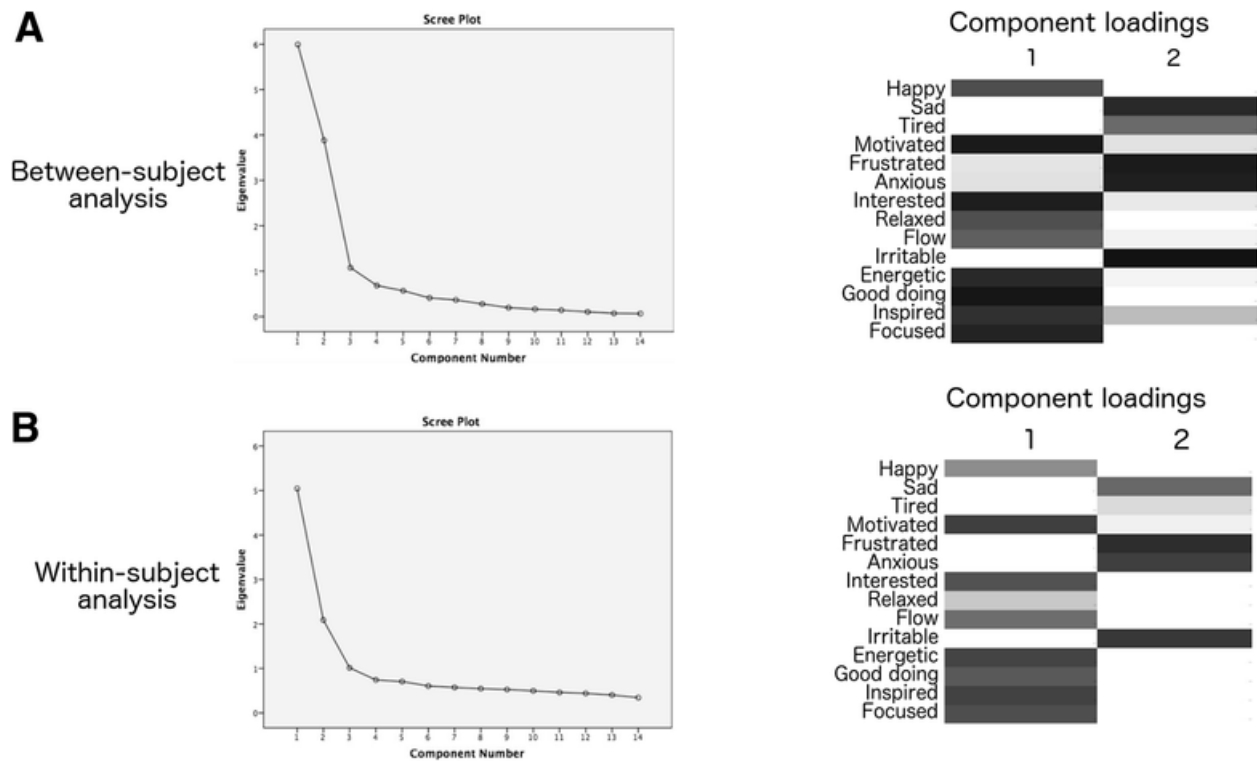 A
Scree Plot
Eigenvalue
6
5
4
3
2
1
0
1 2 3 4 5 6 7 8 9 10 11 12 13 14
Component Number
Between-subject
analysis
Component loadings
1 2
Happy
Sad
Tired
Motivated
Frustrated
Anxious
Interested
Relaxed
Flow
Irritable
Energetic
Good doing
Inspired
Focused
B
Scree Plot
Eigenvalue
6
5
4
3
2
1
0
1 2 3 4 5 6 7 8 9 10 11 12 13 14
Component Number
Within-subject
analysis
Component loadings
1 2
Happy
Sad
Tired
Motivated
Frustrated
Anxious
Interested
Relaxed
Flow
Irritable
Energetic
Good doing
Inspired
Focused